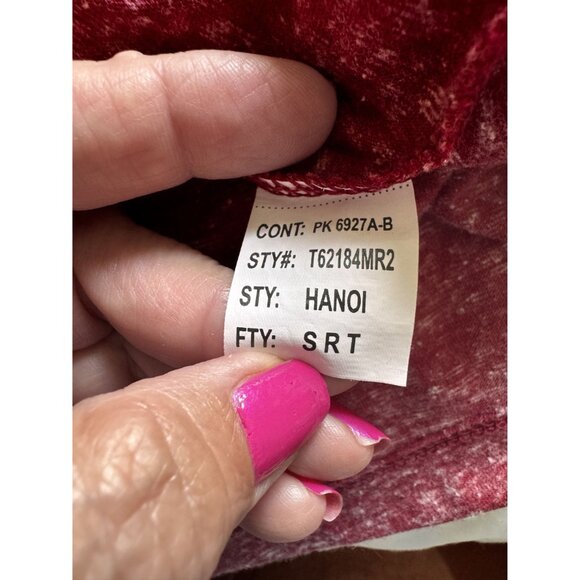 CONT: PK 6927A-B
STY#: T62184MR2
STY: HANOI
FTY: S R T